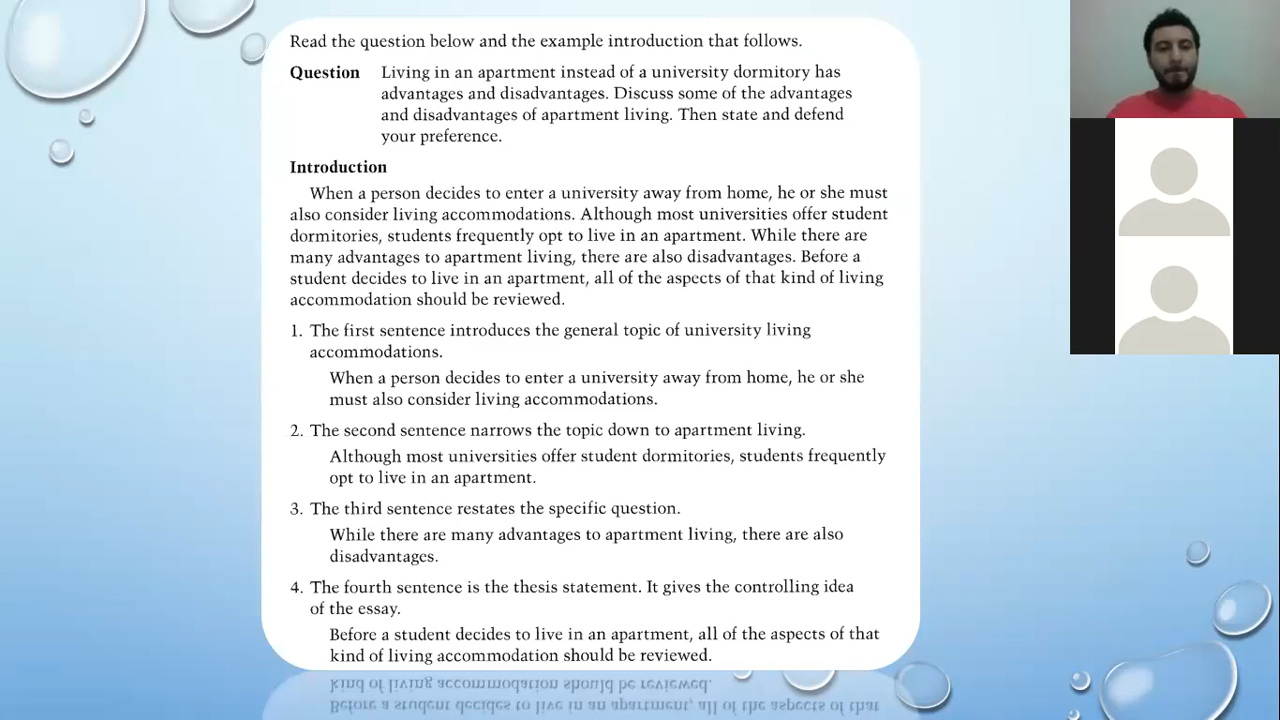 Read the question below and the example introduction that follows.
Question Living in an apartment instead of a university dormitory has
advantages and disadvantages. Discuss some of the advantages
and disadvantages of apartment living. Then state and defend
your preference.
Introduction
When a person decides to enter a university away from home, he or she must
also consider living accommodations. Although most universities offer student
dormitories, students frequently opt to live in an apartment. While there are
many advantages to apartment living, there are also disadvantages. Before a
student decides to live in an apartment, all of the aspects of that kind of living
accommodation should be reviewed.
1. The first sentence introduces the general topic of university living
accommodations.
When a person decides to enter a university away from home, he or she
must also consider living accommodations.
2. The second sentence narrows the topic down to apartment living.
Although most universities offer student dormitories, students frequently
opt to live in an apartment.
3. The third sentence restates the specific question.
While there are many advantages to apartment living, there are also
disadvantages.
4. The fourth sentence is the thesis statement. It gives the controlling idea
of the essay.
Before a student decides to live in an apartment, all of the aspects of that
kind of living accommodation should be reviewed.